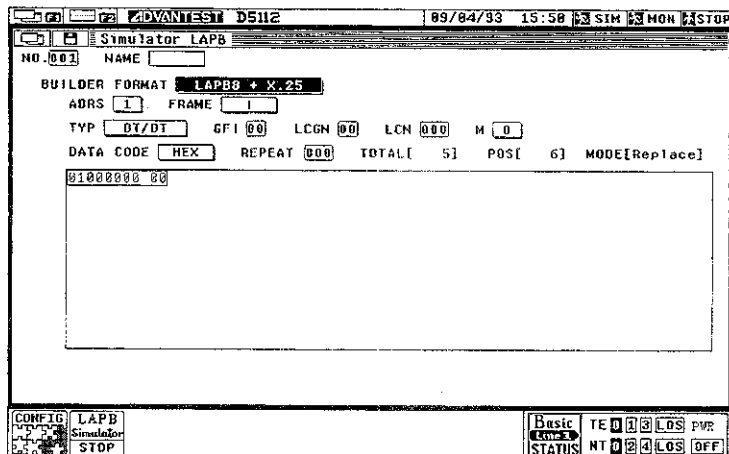 F1 F2 ADVANTEST D5112 09/04/93 15:50 SIM MON STOP
Simulator LAPB
NO.001 NAME
BUILDER FORMAT LAPB8 + X.25
ADRS 1 FRAME I
TYP DT/DT GFI 00 LCGN 00 LCN 000 M 0
DATA CODE HEX REPEAT 000 TOTAL[ 5] POS[ 6] MODE[Replace]
01000000 00
CONFIG LAPB Simulator STOP
Basic Line 1 STATUS
TE 0 1 3 LOS PWR
NT 0 2 4 LOS OFF